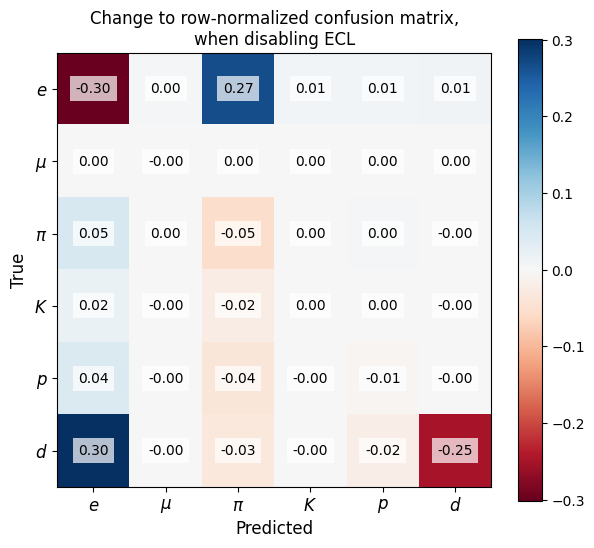 Change to row-normalized confusion matrix,
when disabling ECL
e -0.30 0.00 0.27 0.01 0.01 0.01
μ 0.00 -0.00 0.00 0.00 0.00 0.00
π 0.05 0.00 -0.05 0.00 0.00 -0.00
K 0.02 -0.00 -0.02 0.00 0.00 -0.00
p 0.04 -0.00 -0.04 -0.00 -0.01 -0.00
d 0.30 -0.00 -0.03 -0.00 -0.02 -0.25
e μ π K p d
Predicted
True
0.3
0.2
0.1
0.0
−0.1
−0.2
−0.3